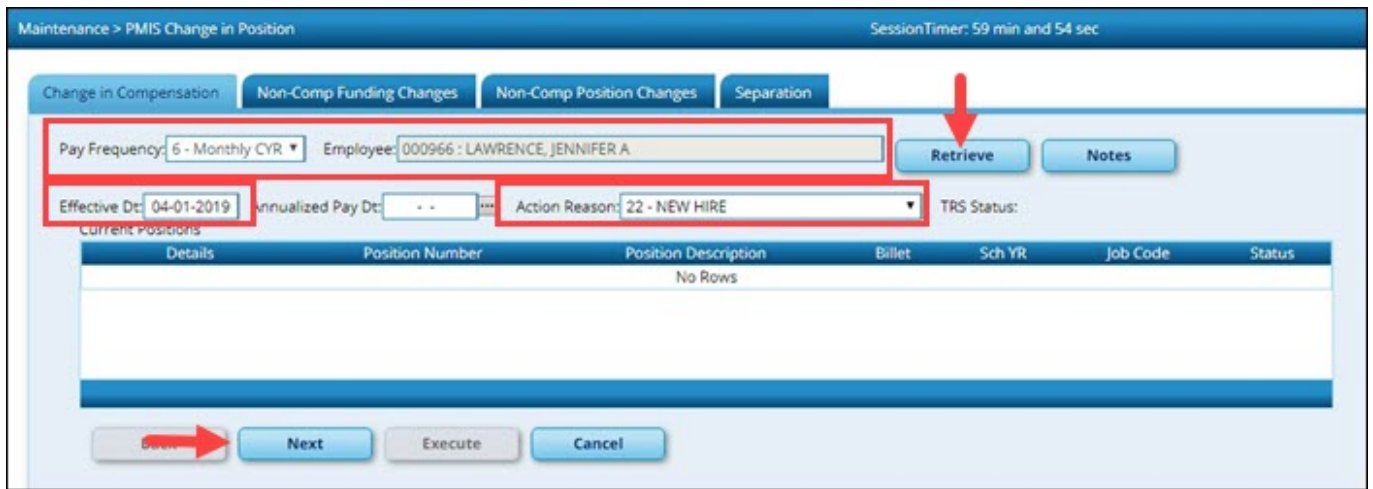 Maintenance > PMIS Change in Position SessionTimer: 59 min and 54 sec
Change in Compensation Non-Comp Funding Changes Non-Comp Position Changes Separation
Pay Frequency: 6 - Monthly CYR Employee: 000966 : LAWRENCE, JENNIFER A Retrieve Notes
Effective Dt: 04-01-2019 Annualized Pay Dt: - - Action Reason: 22 - NEW HIRE TRS Status:
Current Positions
Details Position Number Position Description Billet Sch YR Job Code Status
No Rows
Next Execute Cancel